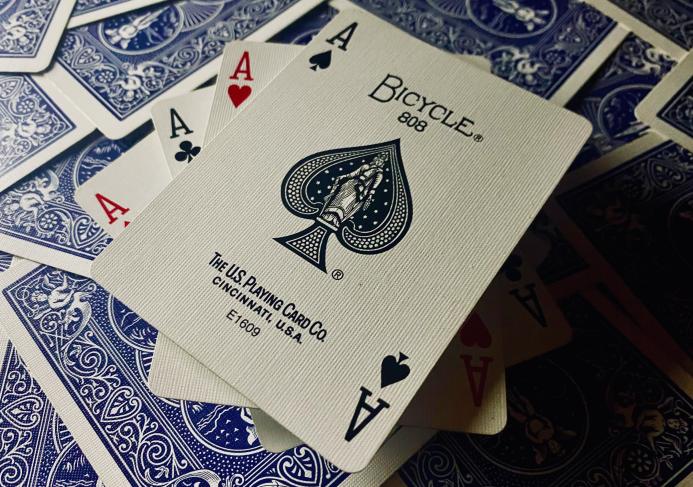 A
A
A
A
BICYCLE®
808
®
THE U.S. PLAYING CARD CO.
CINCINNATI, U.S.A.
E1609
A
A
A